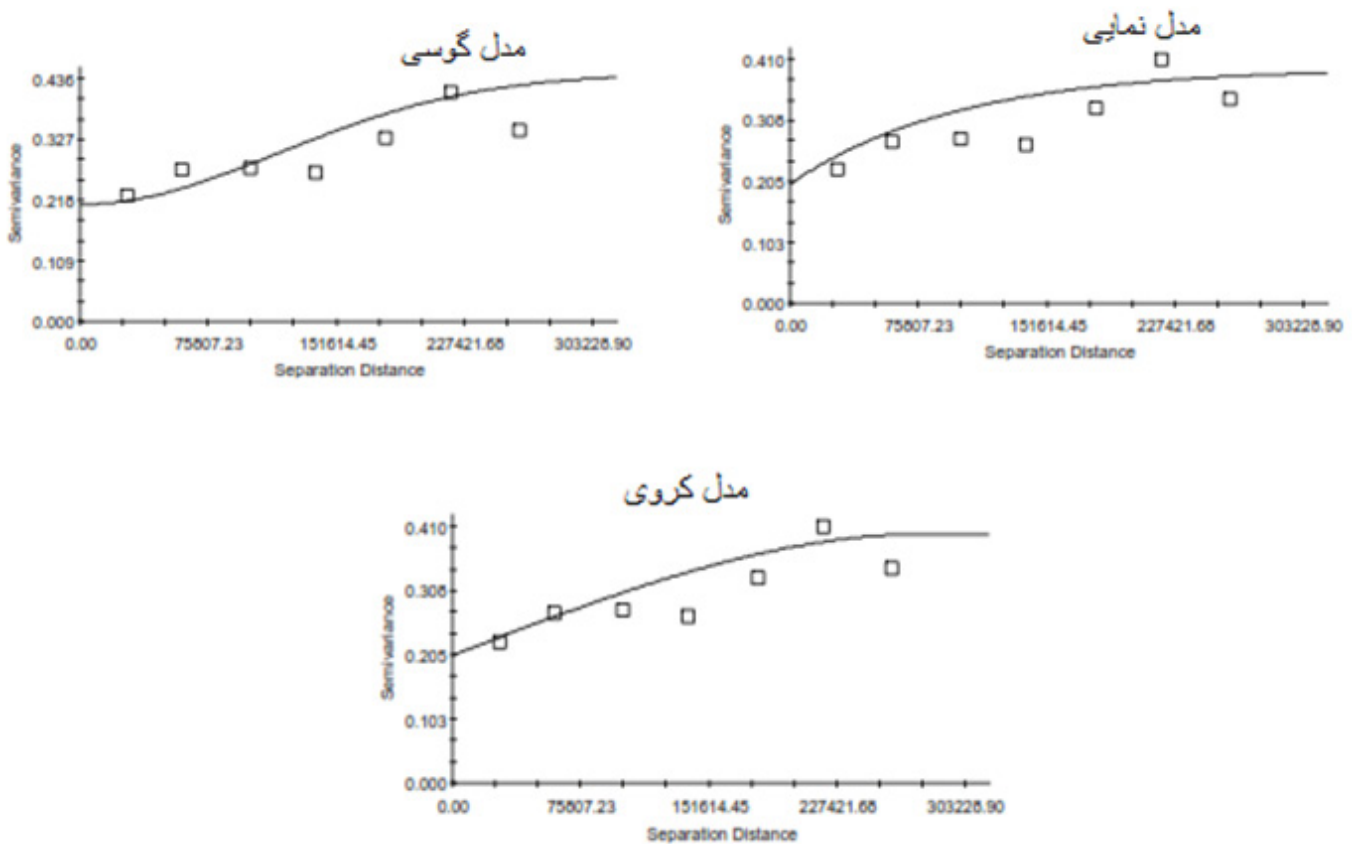 مدل گوسی
0.436
0.327
0.218
0.109
0.000
Semivariance
0.00 75807.23 151614.45 227421.68 303228.90
Separation Distance
مدل نمایی
0.410
0.308
0.205
0.103
0.000
Semivariance
0.00 75807.23 151614.45 227421.68 303228.90
Separation Distance
مدل کروی
0.410
0.308
0.205
0.103
0.000
Semivariance
0.00 75807.23 151614.45 227421.68 303228.90
Separation Distance